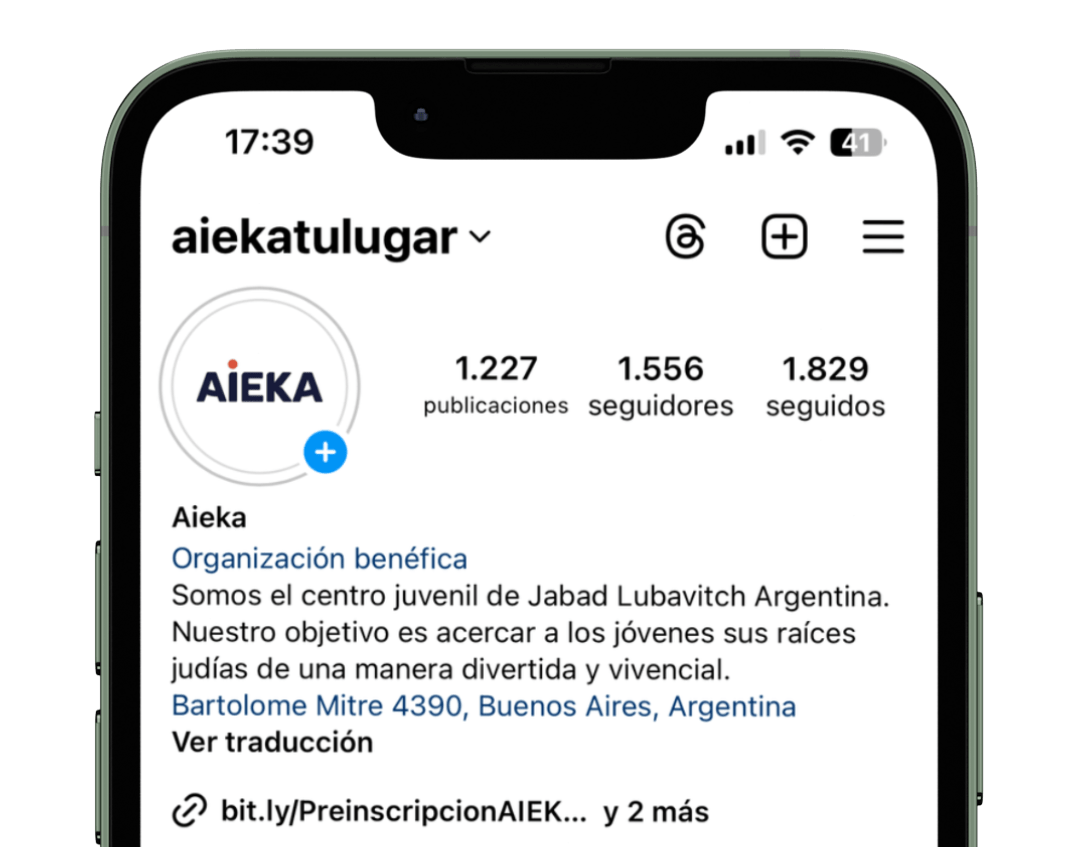 17:39
41
aiekatulugar
AiEKA
1.227 1.556 1.829
publicaciones seguidores seguidos
Aieka
Organización benéfica
Somos el centro juvenil de Jabad Lubavitch Argentina.
Nuestro objetivo es acercar a los jóvenes sus raíces
judías de una manera divertida y vivencial.
Bartolome Mitre 4390, Buenos Aires, Argentina
Ver traducción
bit.ly/PreinscripcionAIEK... y 2 más